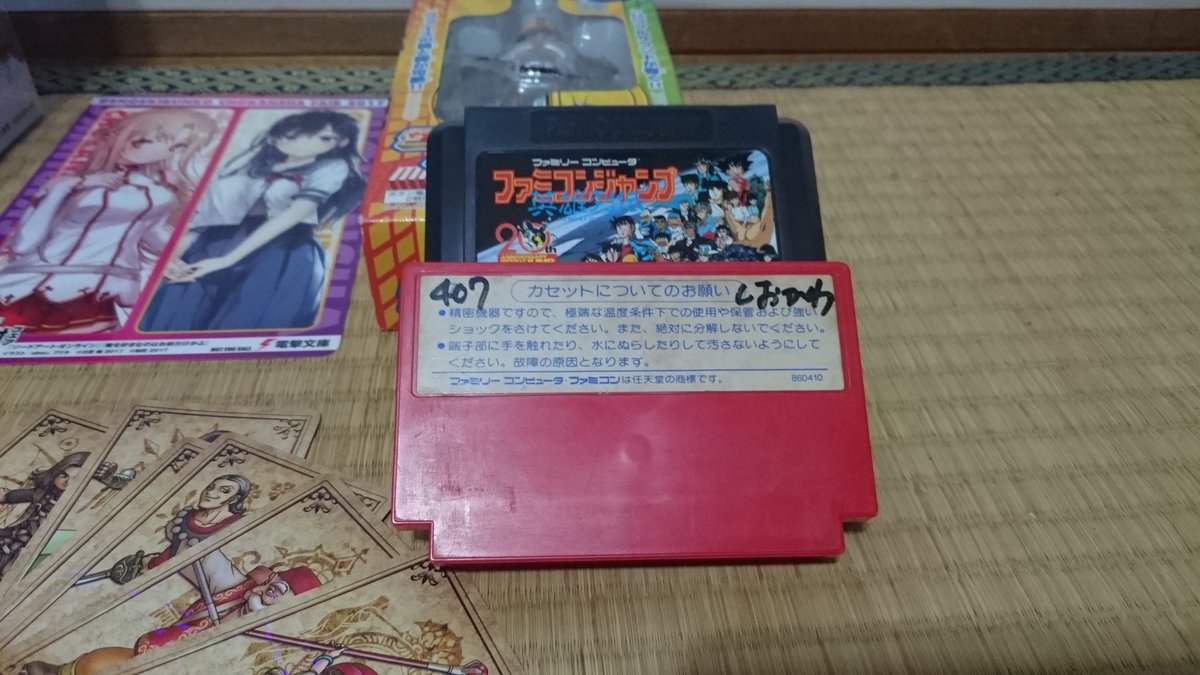 DENGEKIBUNKO CHOKANSHA FAIR 2017
電撃文庫
ファミリー コンピュータ
ファミコンジャンプ
英雄
20th
ANNIVERSARY
407
カセットについてのお願い
しおかわ
●精密機器ですので、極端な温度条件下での使用や保管および強い
ショックをさけてください。また、絶対に分解しないでください。
●端子部に手を触れたり、水にぬらしたりして汚さないようにして
ください。故障の原因となります。
ファミリー コンピュータ・ファミコンは任天堂の商標です。
860410